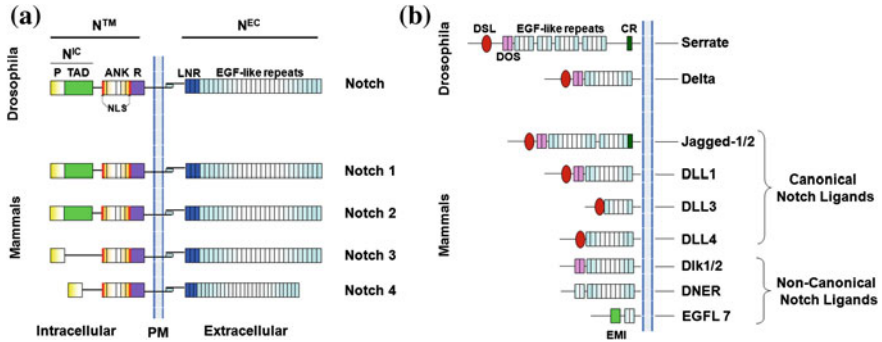 (a)
N™
N^EC
N^IC
P TAD ANK R
LNR EGF-like repeats
NLS
Drosophila
Notch
Mammals
Notch 1
Notch 2
Notch 3
Notch 4
Intracellular PM Extracellular
(b)
DSL EGF-like repeats CR
DOS
Drosophila
Serrate
Delta
Mammals
Jagged-1/2
DLL1
DLL3
DLL4
Canonical
Notch Ligands
Dlk1/2
DNER
EGFL 7
Non-Canonical
Notch Ligands
EMI